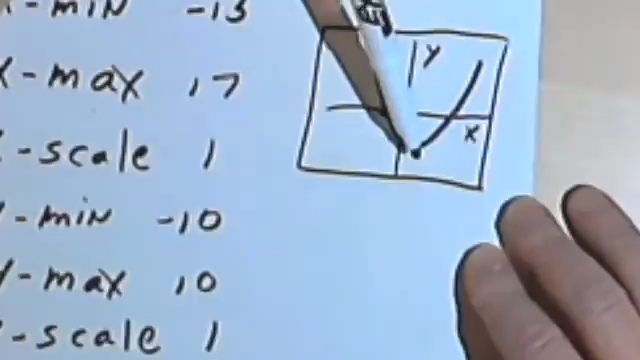 X-min -13
X-max 17
X-scale 1
Y-min -10
Y-max 10
Y-scale 1
y
x